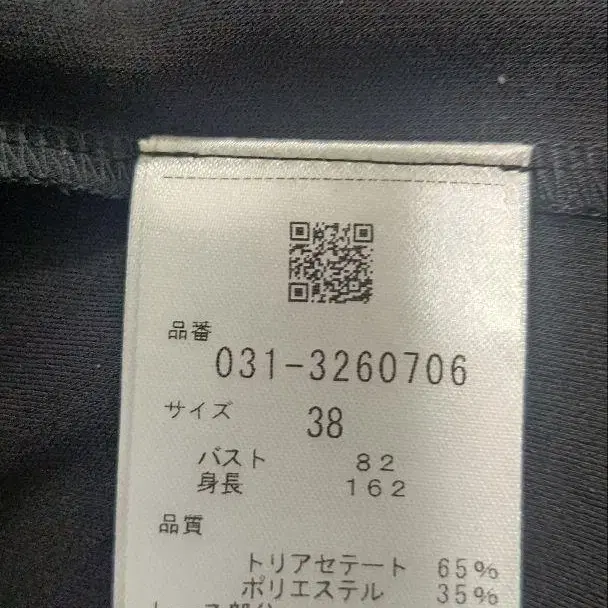 品番
031-3260706
サイズ 38
バスト 82
身長 162
品質
トリアセテート 65%
ポリエステル 35%